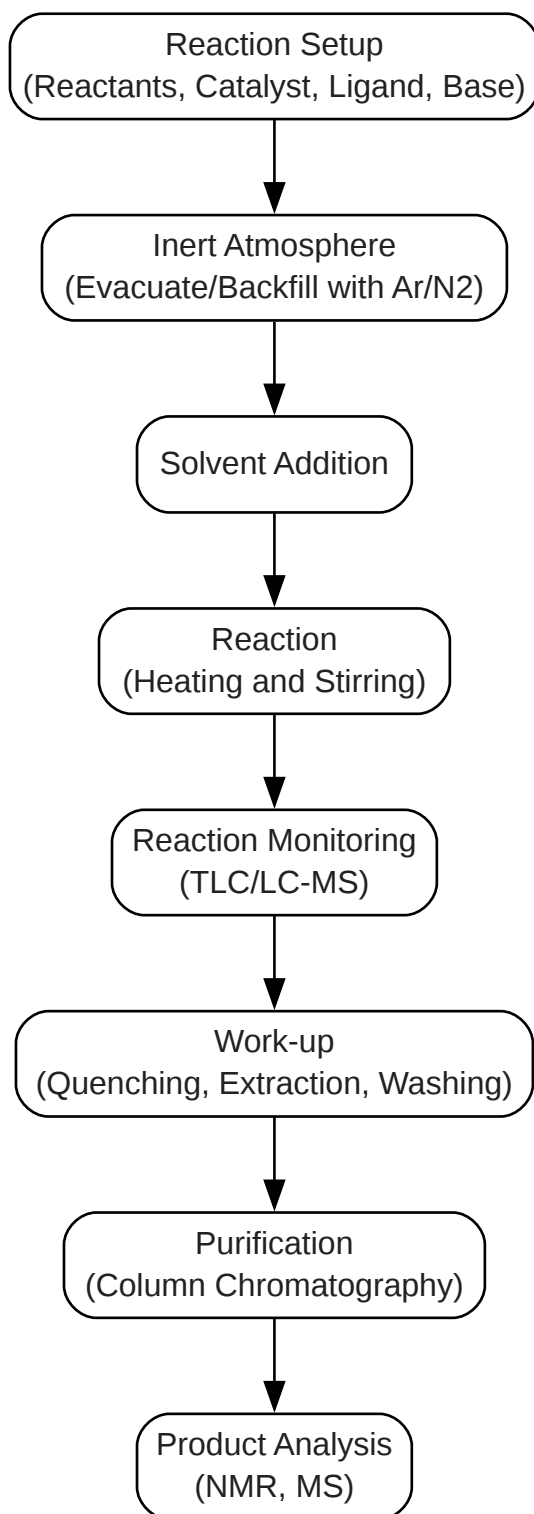 Reaction Setup
(Reactants, Catalyst, Ligand, Base)
Inert Atmosphere
(Evacuate/Backfill with Ar/N2)
Solvent Addition
Reaction
(Heating and Stirring)
Reaction Monitoring
(TLC/LC-MS)
Work-up
(Quenching, Extraction, Washing)
Purification
(Column Chromatography)
Product Analysis
(NMR, MS)